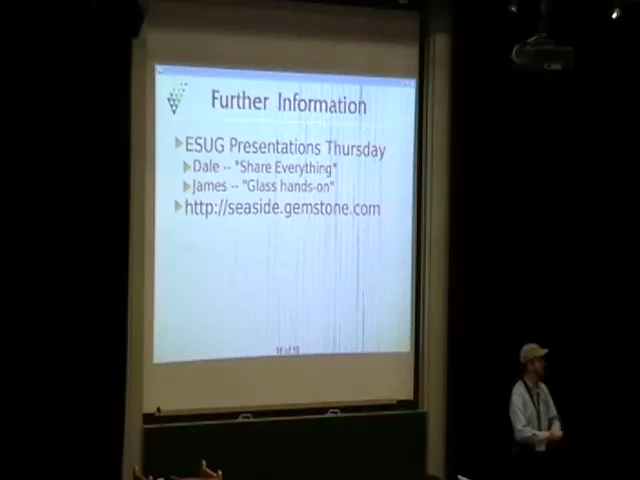 Further Information
ESUG Presentations Thursday
Dale -- "Share Everything"
James -- "Glass hands-on"
http://seaside.gemstone.com